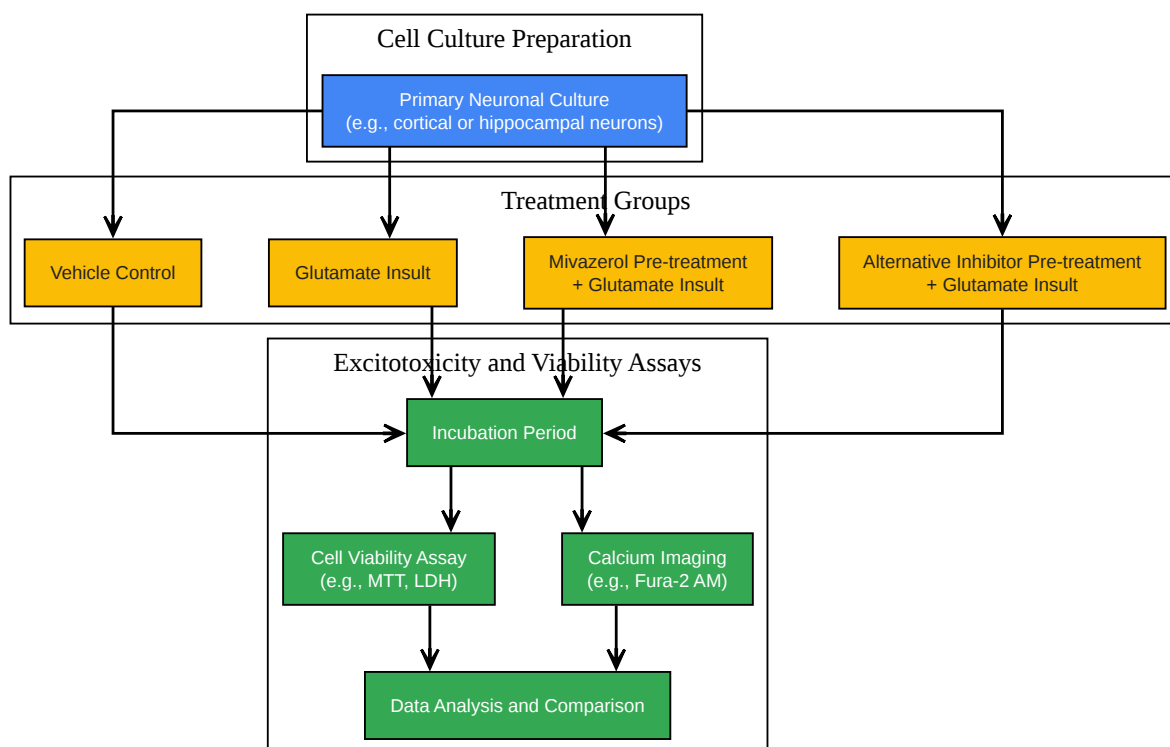 Cell Culture Preparation
Primary Neuronal Culture
(e.g., cortical or hippocampal neurons)
Treatment Groups
Vehicle Control
Glutamate Insult
Mivazerol Pre-treatment
+ Glutamate Insult
Alternative Inhibitor Pre-treatment
+ Glutamate Insult
Excitotoxicity and Viability Assays
Incubation Period
Cell Viability Assay
(e.g., MTT, LDH)
Calcium Imaging
(e.g., Fura-2 AM)
Data Analysis and Comparison